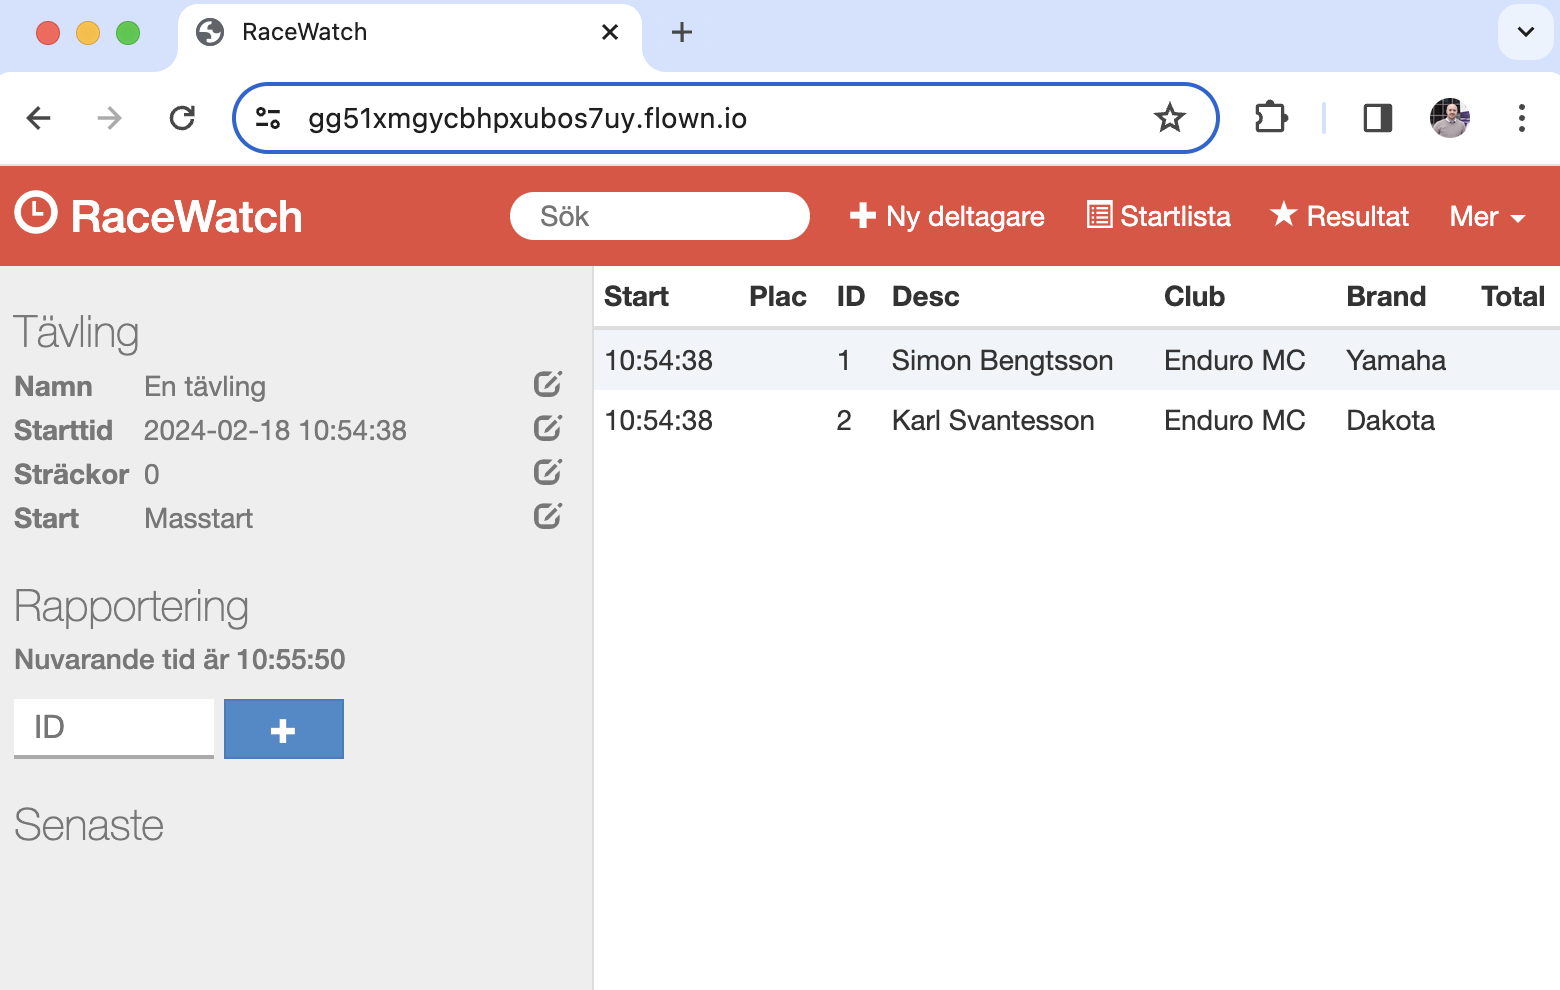 RaceWatch
gg51xmgycbhpxubos7uy.flown.io
RaceWatch Sök Ny deltagare Startlista Resultat Mer
Tävling
Namn En tävling
Starttid 2024-02-18 10:54:38
Sträckor 0
Start Masstart
Rapportering
Nuvarande tid är 10:55:50
ID
Senaste
Start Plac ID Desc Club Brand Total
10:54:38 1 Simon Bengtsson Enduro MC Yamaha
10:54:38 2 Karl Svantesson Enduro MC Dakota